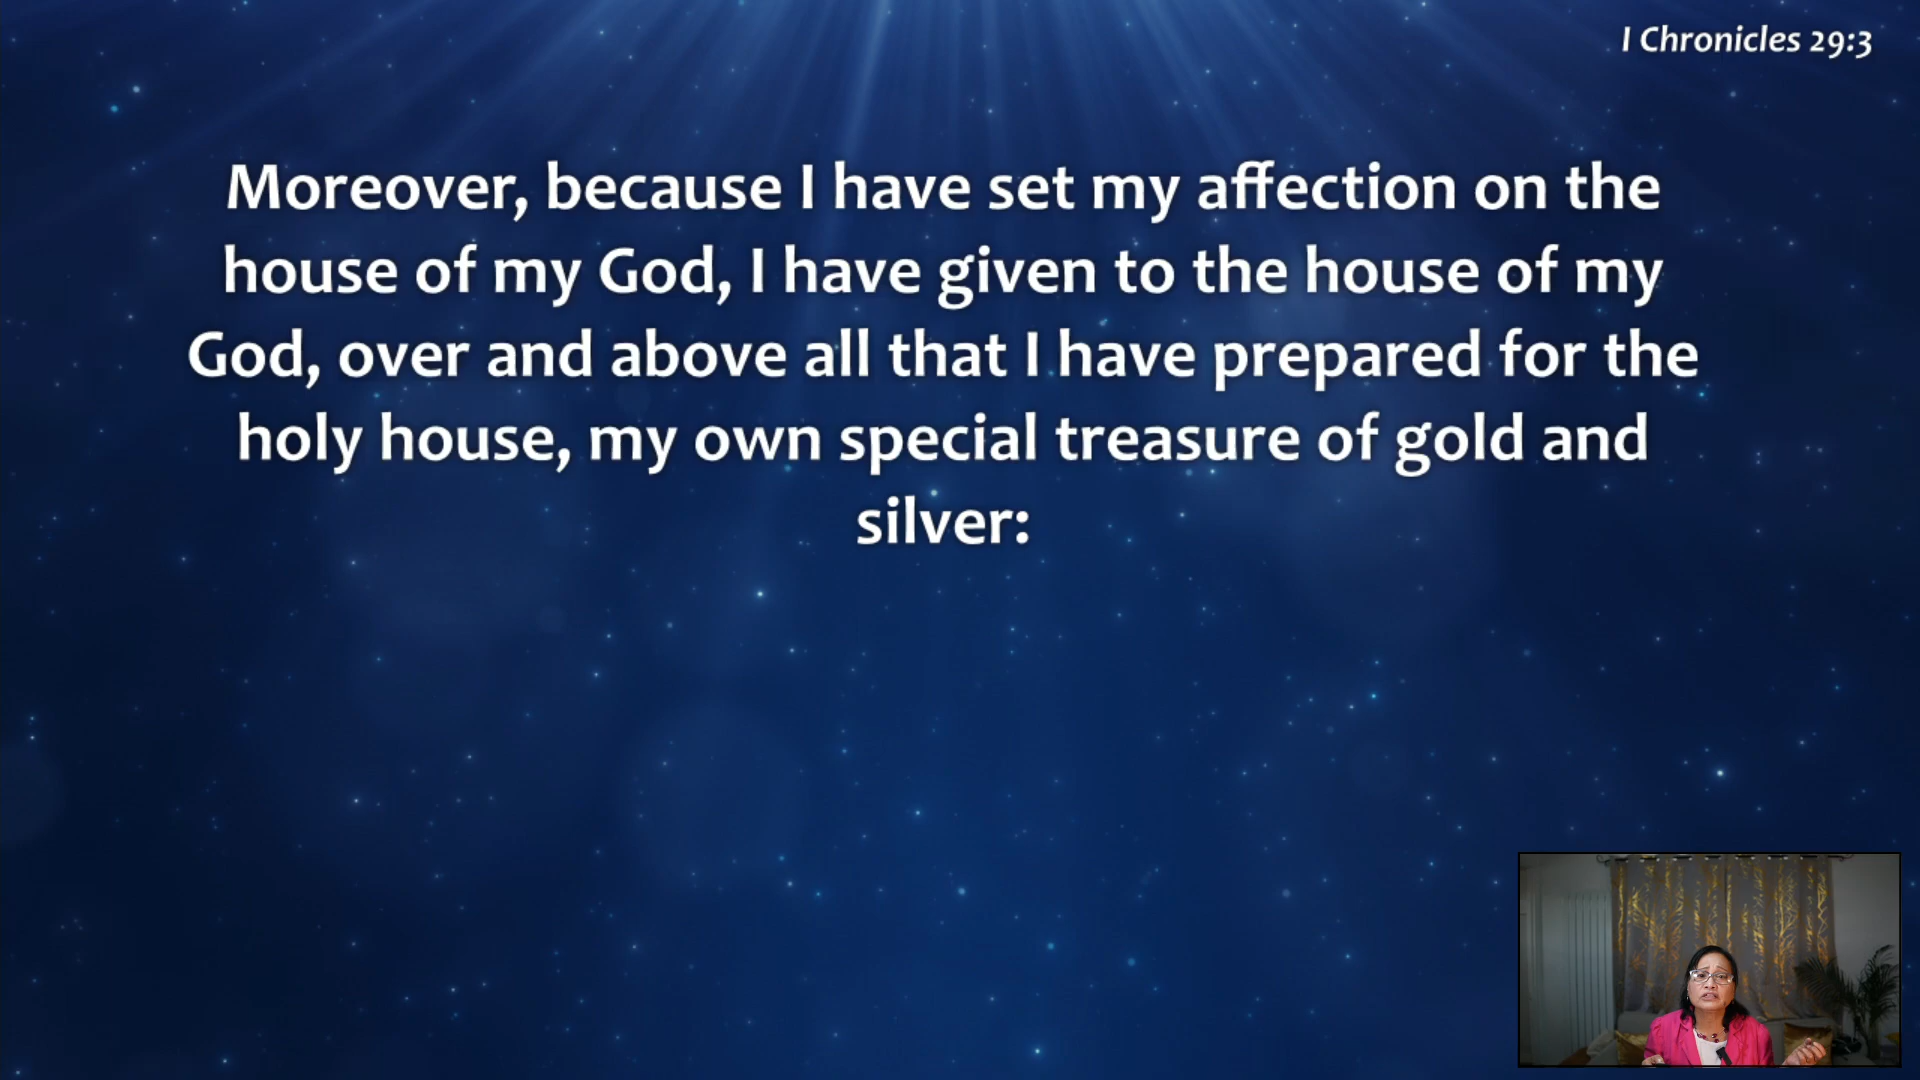 I Chronicles 29:3
Moreover, because I have set my affection on the
house of my God, I have given to the house of my
God, over and above all that I have prepared for the
holy house, my own special treasure of gold and
silver: